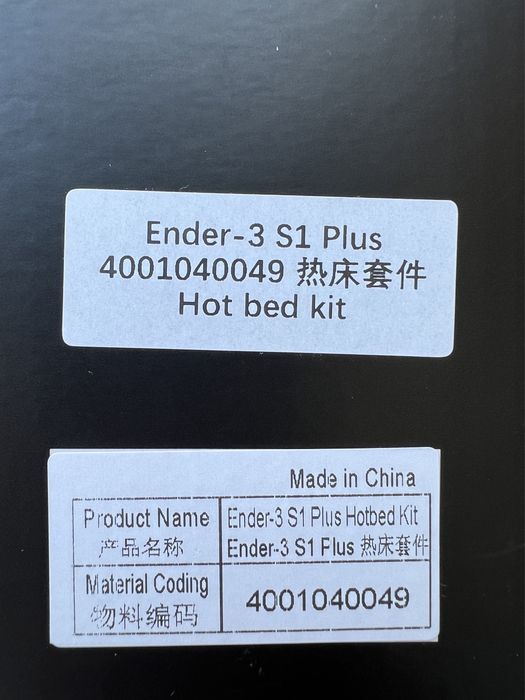 Ender-3 S1 Plus
4001040049 热床套件
Hot bed kit
Made in China
Product Name
产品名称
Ender-3 S1 Plus Hotbed Kit
Ender-3 S1 Plus 热床套件
Material Coding
物料编码
4001040049